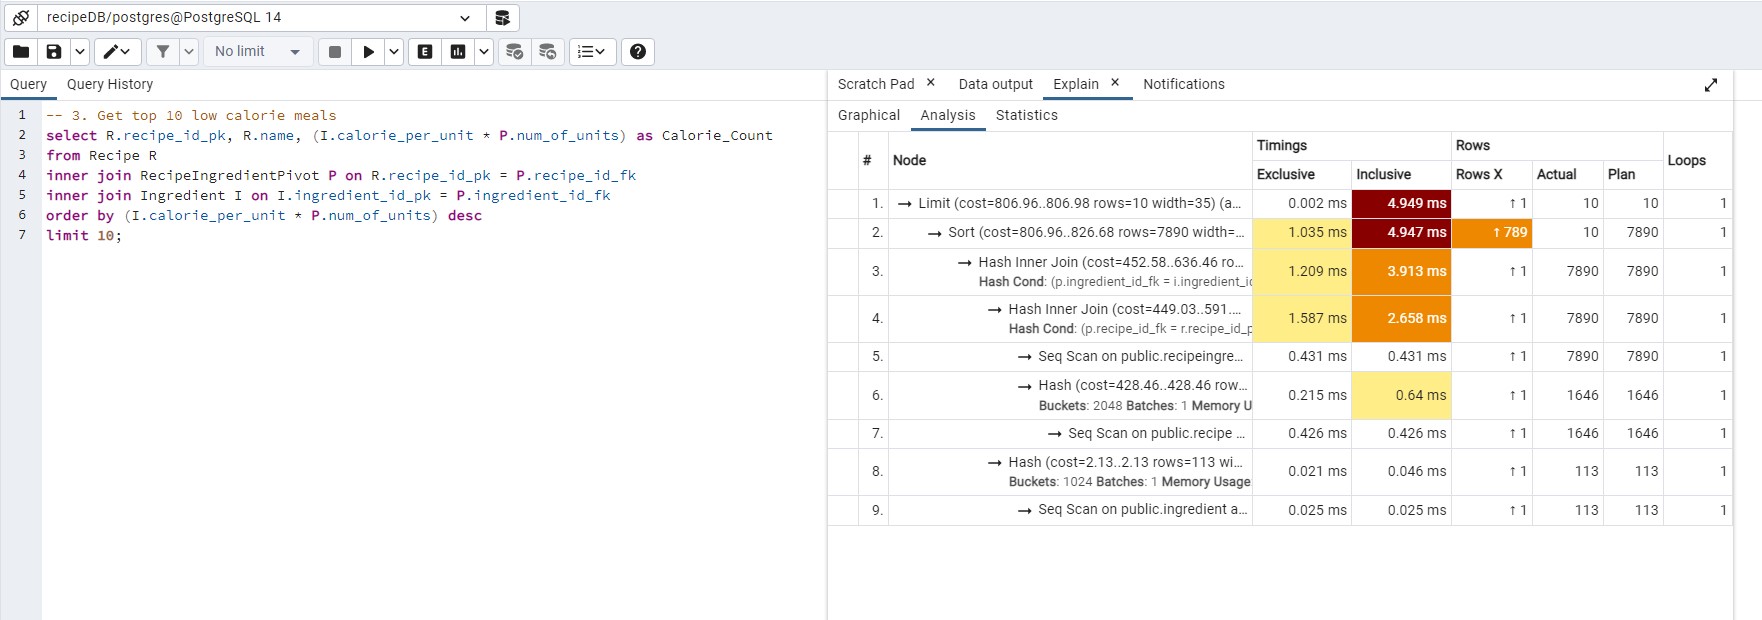 recipeDB/postgres@PostgreSQL 14
No limit
E
Query Query History
1 -- 3. Get top 10 low calorie meals
2 select R.recipe_id_pk, R.name, (I.calorie_per_unit * P.num_of_units) as Calorie_Count
3 from Recipe R
4 inner join RecipeIngredientPivot P on R.recipe_id_pk = P.recipe_id_fk
5 inner join Ingredient I on I.ingredient_id_pk = P.ingredient_id_fk
6 order by (I.calorie_per_unit * P.num_of_units) desc
7 limit 10;
Scratch Pad × Data output Explain × Notifications
Graphical Analysis Statistics
# Node Timings Rows Loops
Exclusive Inclusive Rows X Actual Plan
1. → Limit (cost=806.96..806.98 rows=10 width=35) (a... 0.002 ms 4.949 ms ↑ 1 10 10 1
2. → Sort (cost=806.96..826.68 rows=7890 width=... 1.035 ms 4.947 ms ↑ 789 10 7890 1
3. → Hash Inner Join (cost=452.58..636.46 ro... 1.209 ms 3.913 ms ↑ 1 7890 7890 1
Hash Cond: (p.ingredient_id_fk = i.ingredient_id
4. → Hash Inner Join (cost=449.03..591.... 1.587 ms 2.658 ms ↑ 1 7890 7890 1
Hash Cond: (p.recipe_id_fk = r.recipe_id_p
5. → Seq Scan on public.recipeingre... 0.431 ms 0.431 ms ↑ 1 7890 7890 1
6. → Hash (cost=428.46..428.46 row... 0.215 ms 0.64 ms ↑ 1 1646 1646 1
Buckets: 2048 Batches: 1 Memory U
7. → Seq Scan on public.recipe ... 0.426 ms 0.426 ms ↑ 1 1646 1646 1
8. → Hash (cost=2.13..2.13 rows=113 wi... 0.021 ms 0.046 ms ↑ 1 113 113 1
Buckets: 1024 Batches: 1 Memory Usage
9. → Seq Scan on public.ingredient a... 0.025 ms 0.025 ms ↑ 1 113 113 1